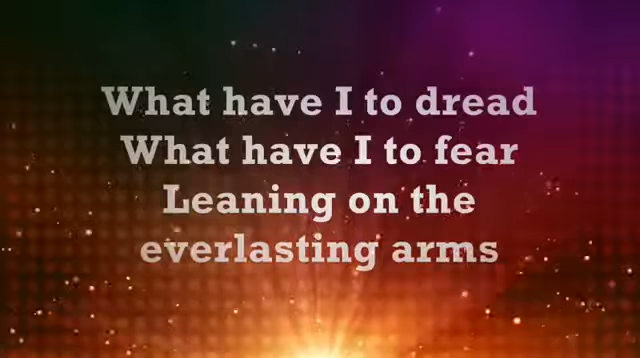 What have I to dread
What have I to fear
Leaning on the
everlasting arms